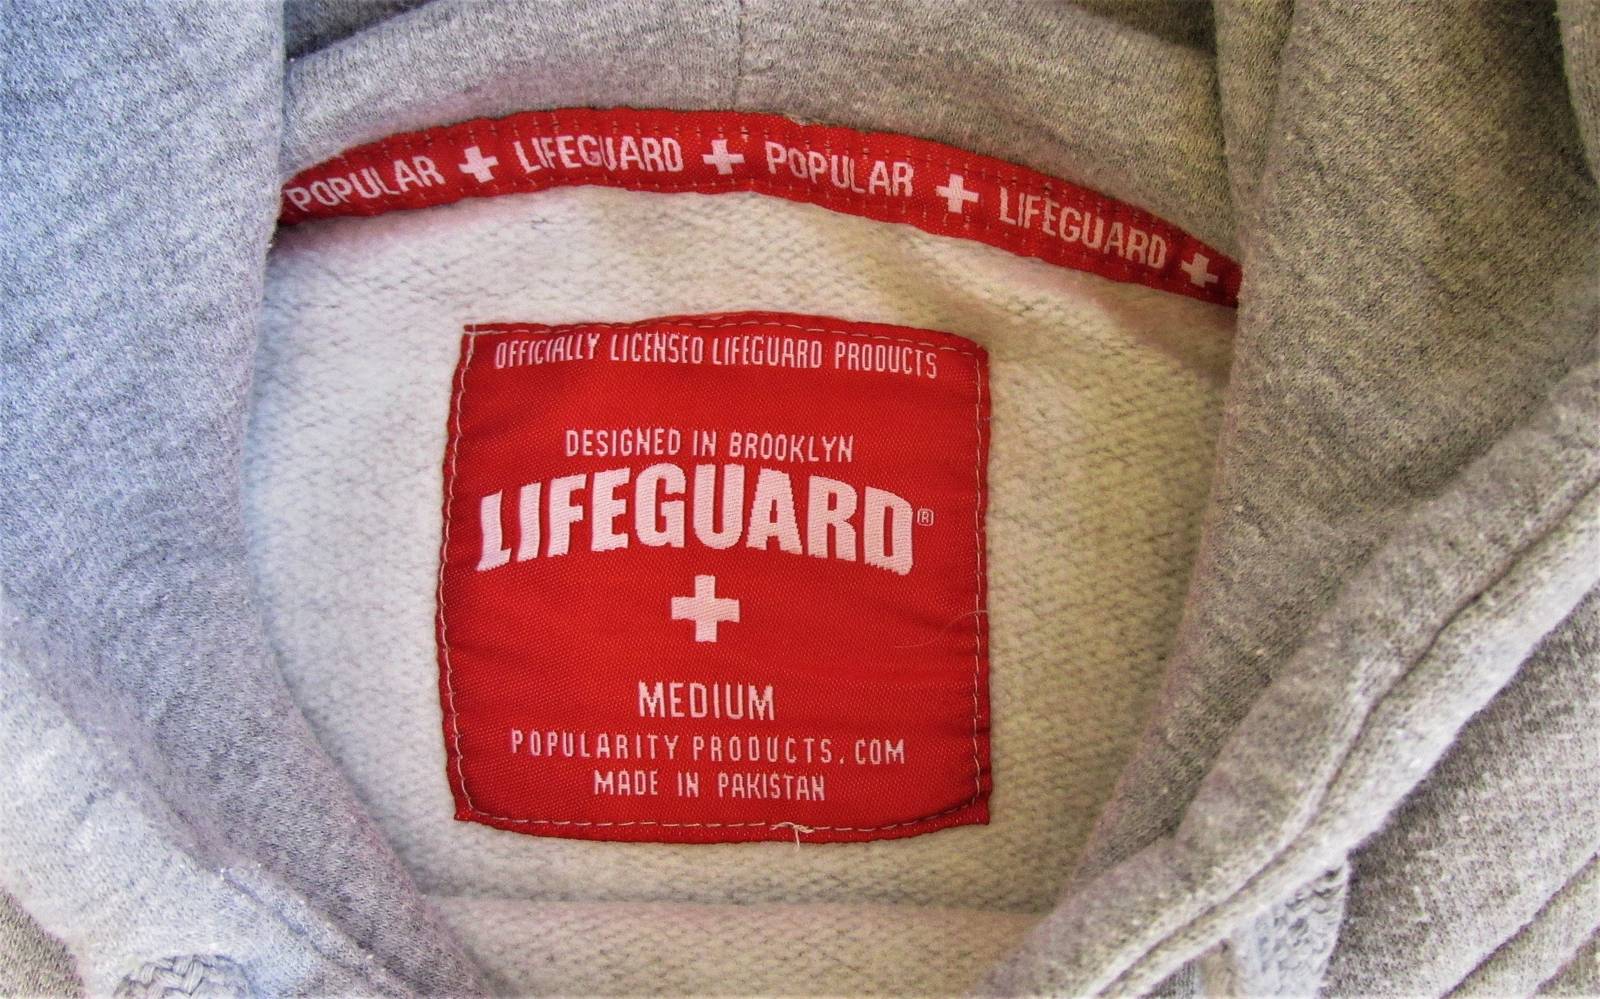 POPULAR LIFEGUARD POPULAR LIFEGUARD
OFFICIALLY LICENSED LIFEGUARD PRODUCTS
DESIGNED IN BROOKLYN
LIFEGUARD®
MEDIUM
POPULARITY PRODUCTS.COM
MADE IN PAKISTAN